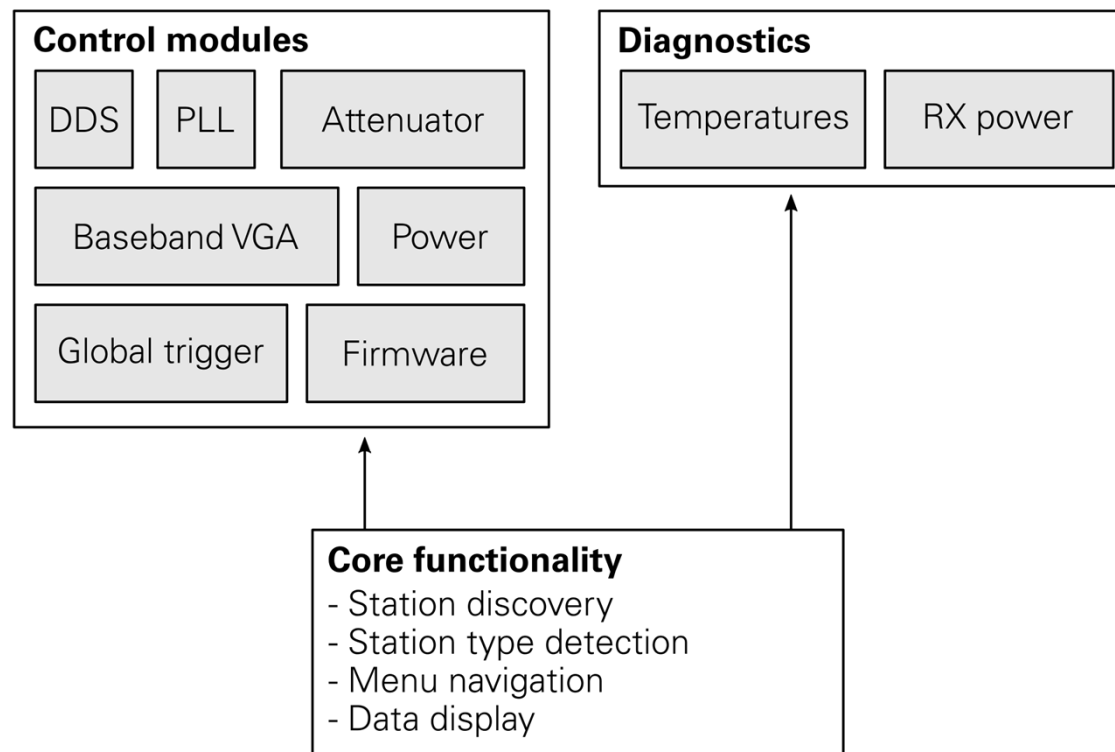 Control modules
DDS
PLL
Attenuator
Baseband VGA
Power
Global trigger
Firmware
Diagnostics
Temperatures
RX power
Core functionality
- Station discovery
- Station type detection
- Menu navigation
- Data display